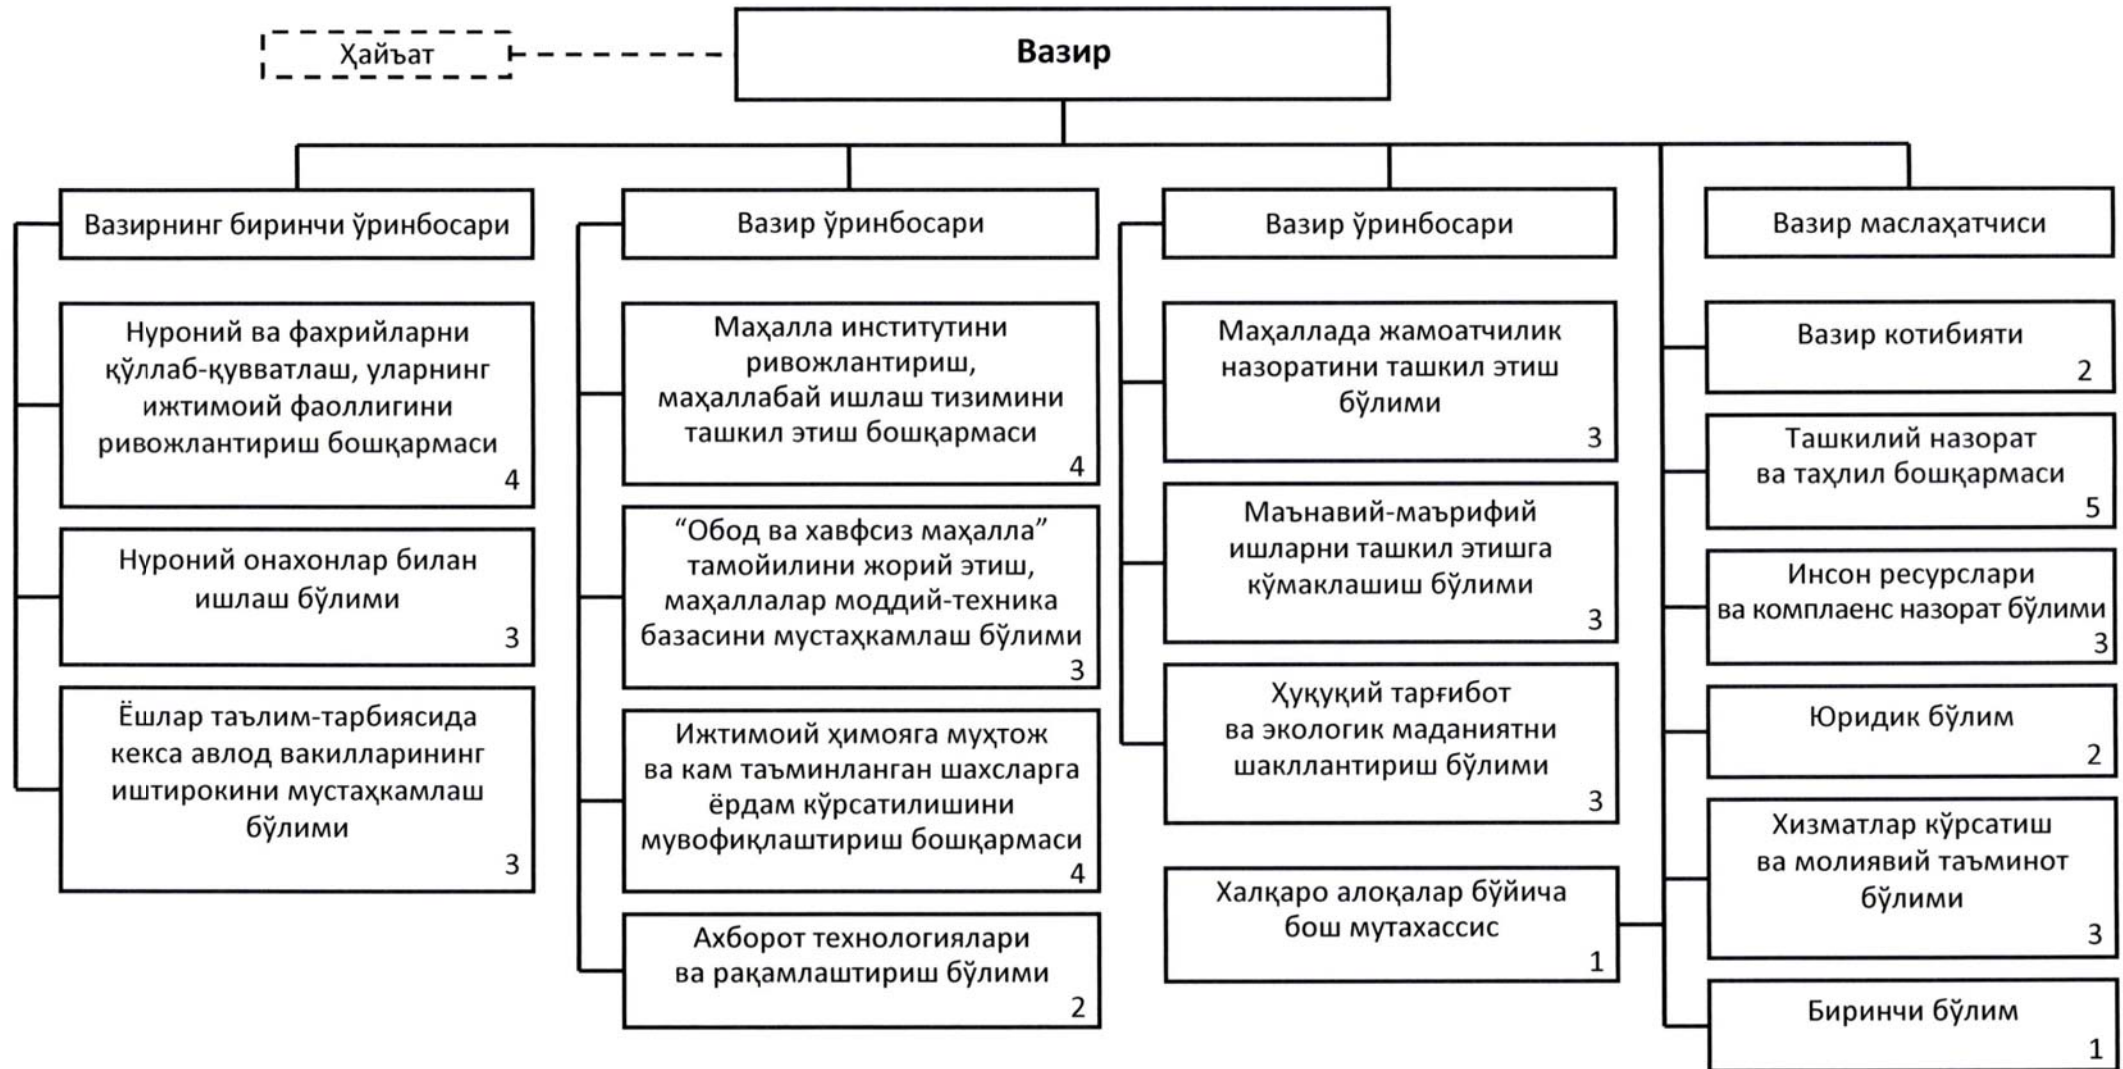 Ҳайъат
Вазир
Вазирнинг биринчи ўринбосари
Нуроний ва фахрийларни
қўллаб-қувватлаш, уларнинг
ижтимоий фаоллигини
ривожлантириш бошқармаси
4
Нуроний онахонлар билан
ишлаш бўлими
3
Ёшлар таълим-тарбиясида
кекса авлод вакилларининг
иштирокини мустаҳкамлаш
бўлими
3
Вазир ўринбосари
Маҳалла институтини
ривожлантириш,
маҳаллабай ишлаш тизимини
ташкил этиш бошқармаси
4
“Обод ва хавфсиз маҳалла”
тамойилини жорий этиш,
маҳаллалар моддий-техника
базасини мустаҳкамлаш бўлими
3
Ижтимоий ҳимояга муҳтож
ва кам таъминланган шахсларга
ёрдам кўрсатилишини
мувофиқлаштириш бошқармаси
4
Ахборот технологиялари
ва рақамлаштириш бўлими
2
Вазир ўринбосари
Маҳаллада жамоатчилик
назоратини ташкил этиш
бўлими
3
Маънавий-маърифий
ишларни ташкил этишга
кўмаклашиш бўлими
3
Ҳуқуқий тарғибот
ва экологик маданиятни
шакллантириш бўлими
3
Халқаро алоқалар бўйича
бош мутахассис
1
Вазир маслаҳатчиси
Вазир котибияти
2
Ташкилий назорат
ва таҳлил бошқармаси
5
Инсон ресурслари
ва комплаенс назорат бўлими
3
Юридик бўлим
2
Хизматлар кўрсатиш
ва молиявий таъминот
бўлими
3
Биринчи бўлим
1